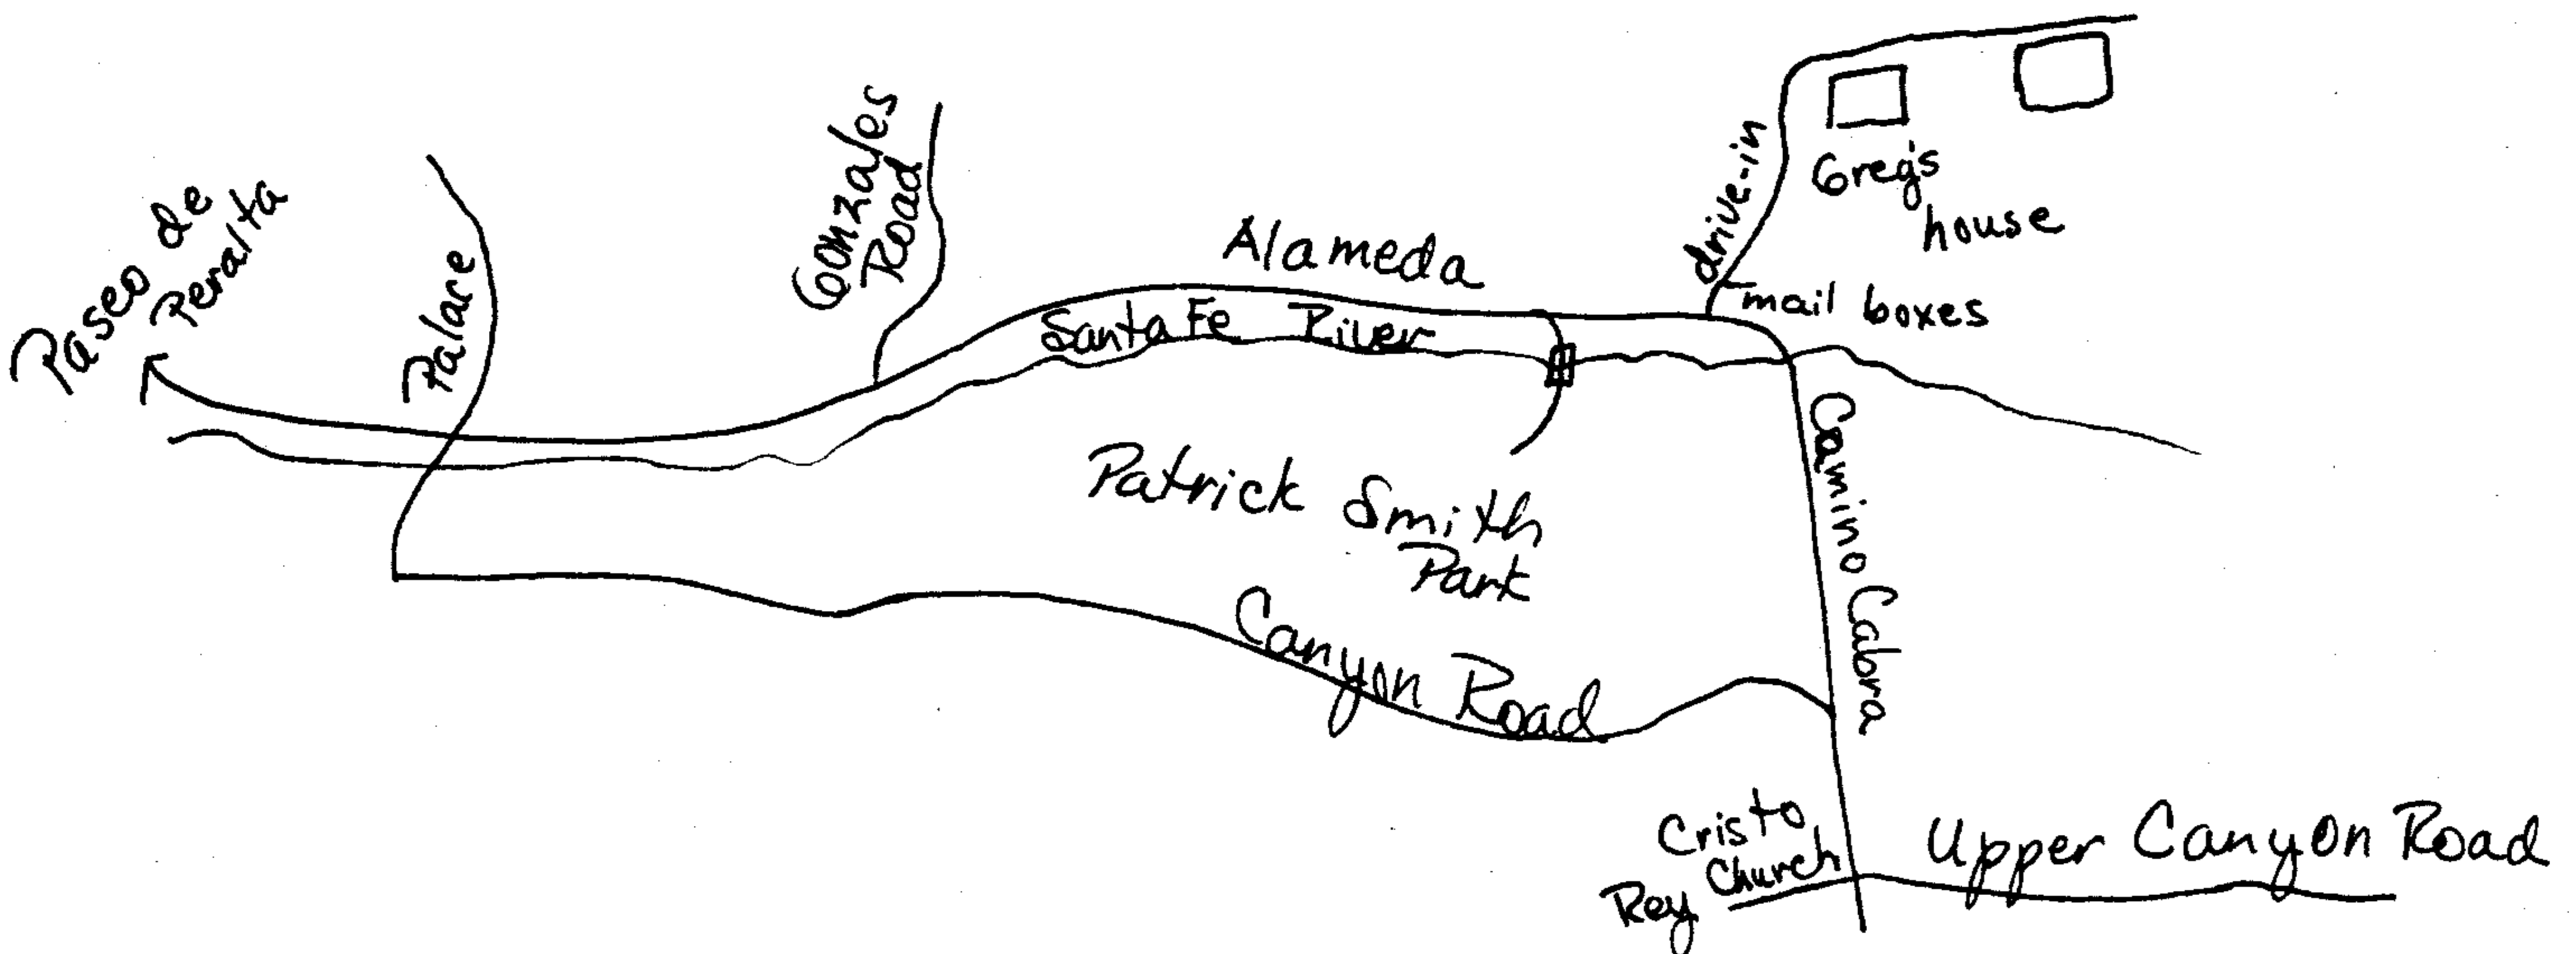 Paseo de
Peralta
Palace
Gonzales
Road
Alameda
Santa Fe River
drive-in
Greg's
house
mail boxes
Patrick Smith
Park
Camino Cabra
Canyon Road
Cristo
Rey Church
Upper Canyon Road